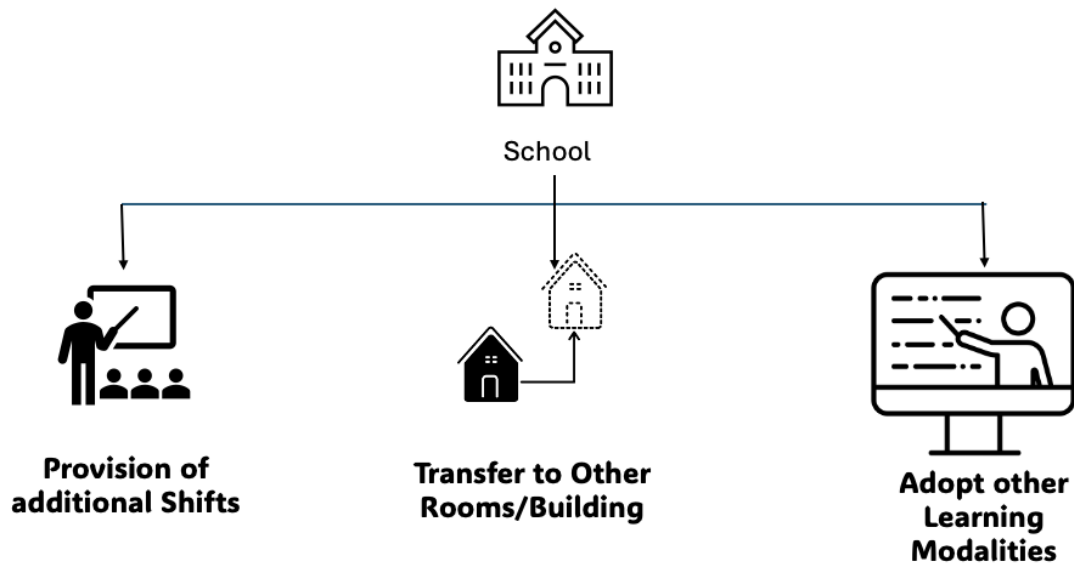 School
Provision of
additional Shifts
Transfer to Other
Rooms/Building
Adopt other
Learning
Modalities